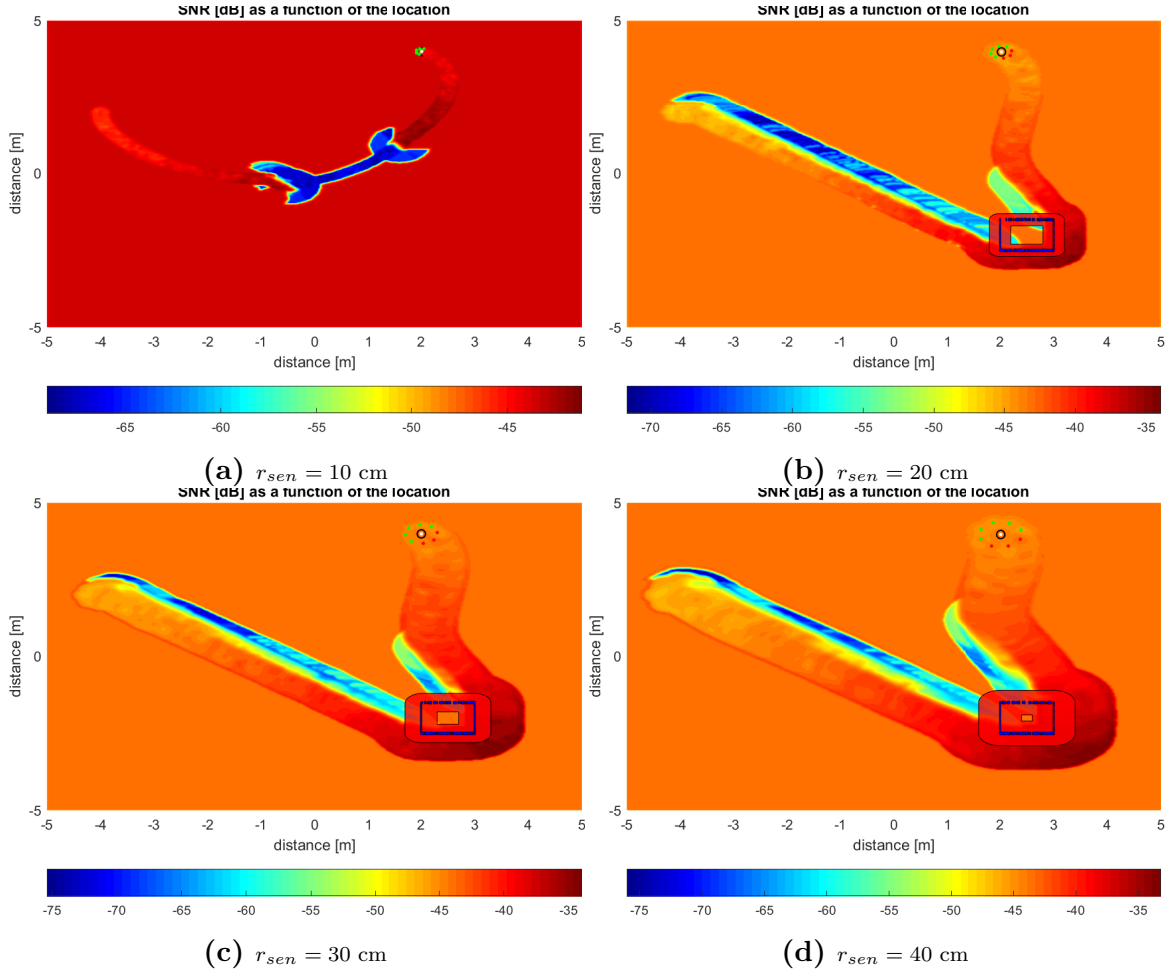 SNR [dB] as a function of the location
SNR [dB] as a function of the location
5
0
-5
distance [m]
-5 -4 -3 -2 -1 0 1 2 3 4 5
distance [m]
-65 -60 -55 -50 -45
(a) r_sen = 10 cm
5
0
-5
distance [m]
-5 -4 -3 -2 -1 0 1 2 3 4 5
distance [m]
-70 -65 -60 -55 -50 -45 -40 -35
(b) r_sen = 20 cm
SNR [dB] as a function of the location
SNR [dB] as a function of the location
5
0
-5
distance [m]
-5 -4 -3 -2 -1 0 1 2 3 4 5
distance [m]
-75 -70 -65 -60 -55 -50 -45 -40 -35
(c) r_sen = 30 cm
5
0
-5
distance [m]
-5 -4 -3 -2 -1 0 1 2 3 4 5
distance [m]
-75 -70 -65 -60 -55 -50 -45 -40 -35
(d) r_sen = 40 cm